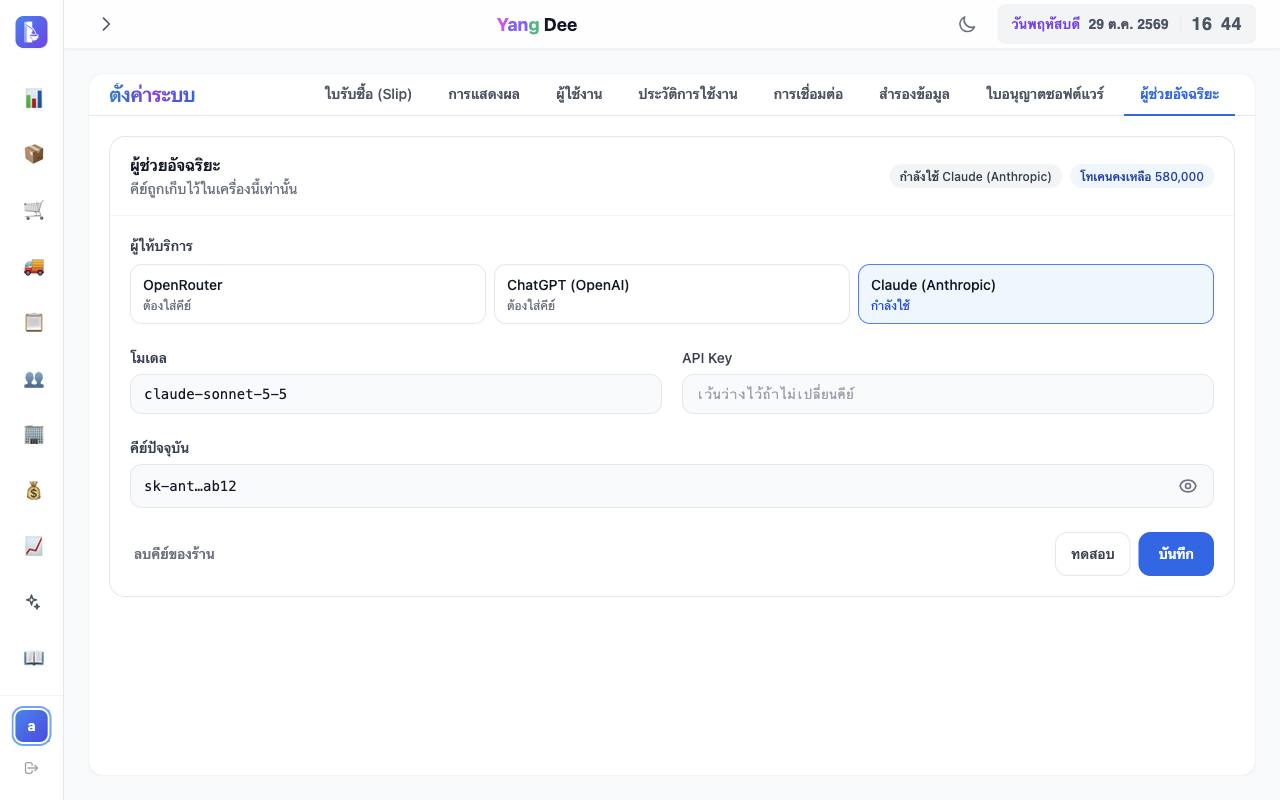 Yang Dee
วันพฤหัสบดี 29 ต.ค. 2569 16 44
ตั้งค่าระบบ
ใบรับซื้อ (Slip) การแสดงผล ผู้ใช้งาน ประวัติการใช้งาน การเชื่อมต่อ สำรองข้อมูล ใบอนุญาตซอฟต์แวร์ ผู้ช่วยอัจฉริยะ
ผู้ช่วยอัจฉริยะ
คีย์ถูกเก็บไว้ในเครื่องนี้เท่านั้น
กำลังใช้ Claude (Anthropic) โทเคนคงเหลือ 580,000
ผู้ให้บริการ
OpenRouter
ต้องใส่คีย์
ChatGPT (OpenAI)
ต้องใส่คีย์
Claude (Anthropic)
กำลังใช้
โมเดล
claude-sonnet-5-5
API Key
เว้นว่างไว้ถ้าไม่เปลี่ยนคีย์
คีย์ปัจจุบัน
sk-ant…ab12
ลบคีย์ของร้าน
ทดสอบ
บันทึก
a